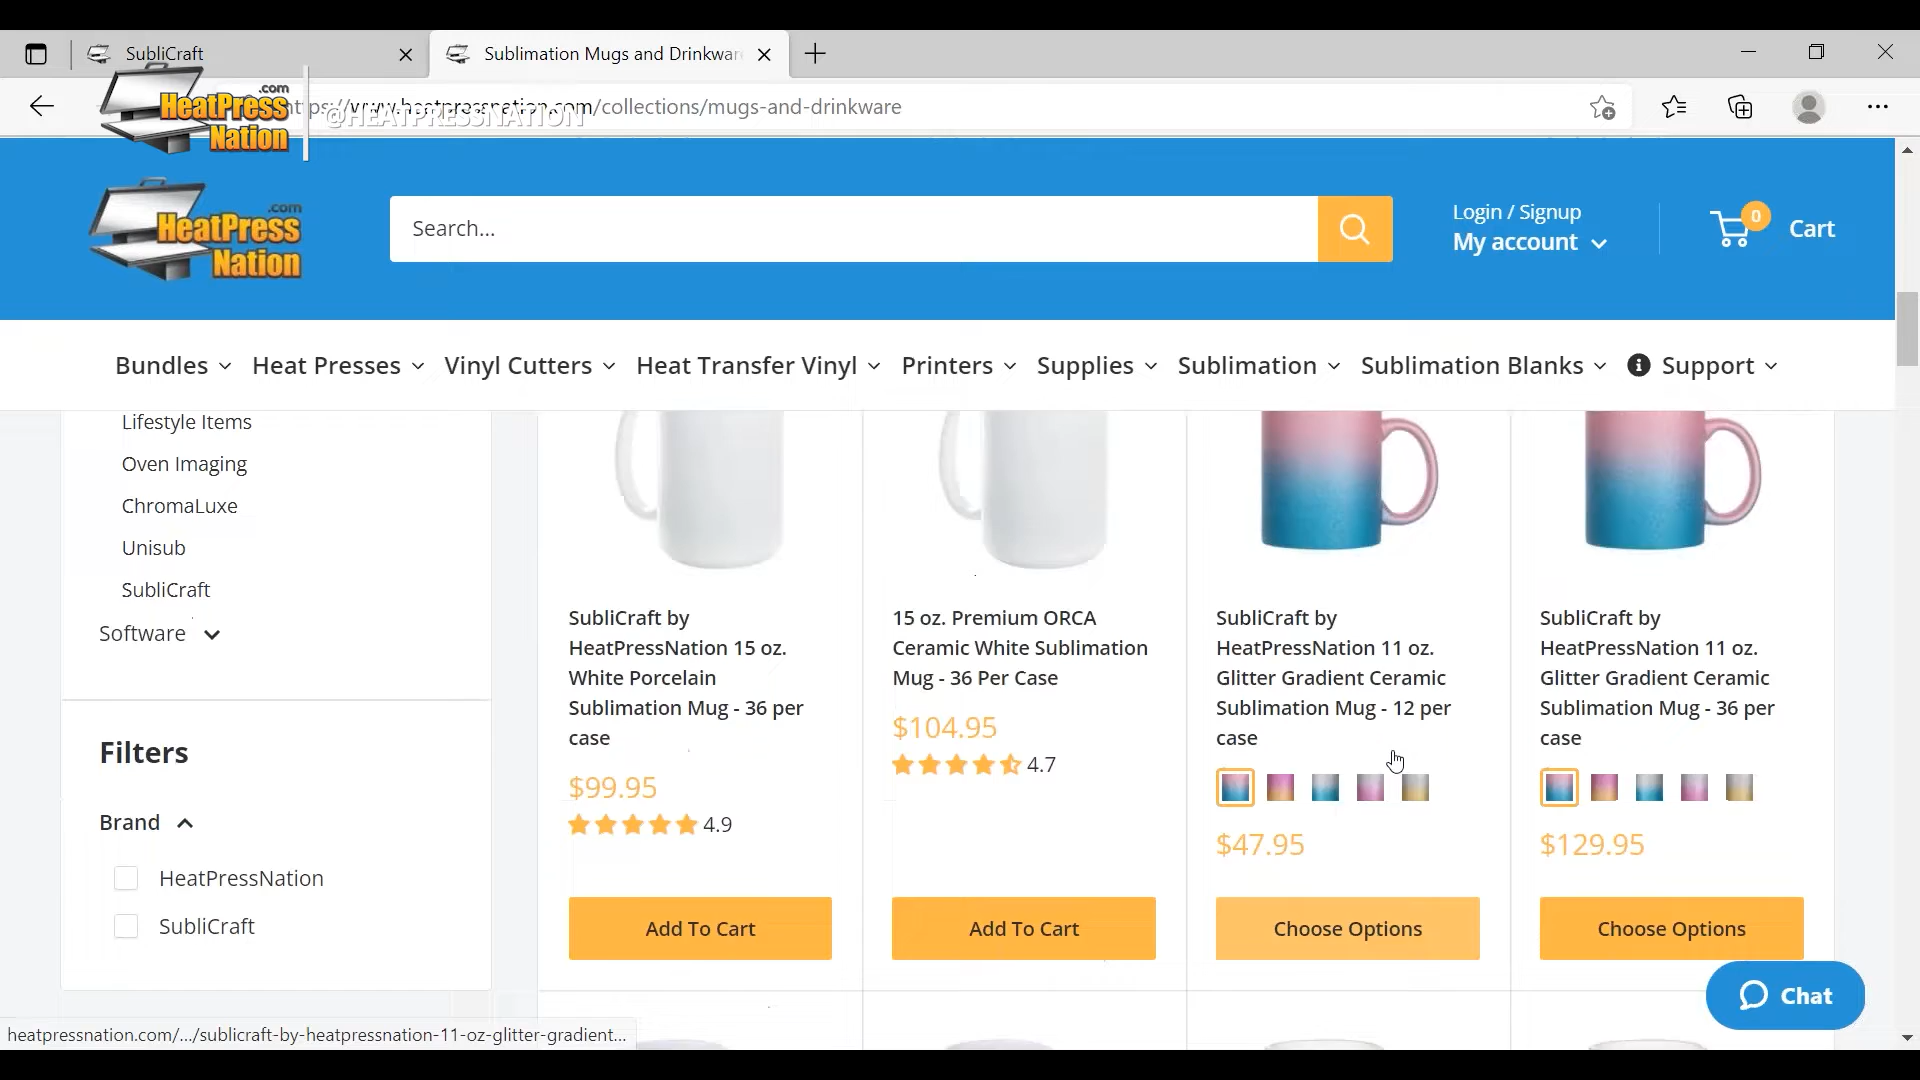 SubliCraft
Sublimation Mugs and Drinkwar
HeatPress .com
Nation
@HEATPRESSNATION
https://www.heatpressnation.com/collections/mugs-and-drinkware
HeatPress .com
Nation
Search...
Login / Signup
My account
0
Cart
Bundles
Heat Presses
Vinyl Cutters
Heat Transfer Vinyl
Printers
Supplies
Sublimation
Sublimation Blanks
i Support
Lifestyle Items
Oven Imaging
ChromaLuxe
Unisub
SubliCraft
Software
Filters
Brand
HeatPressNation
SubliCraft
SubliCraft by
HeatPressNation 15 oz.
White Porcelain
Sublimation Mug - 36 per
case
$99.95
4.9
Add To Cart
15 oz. Premium ORCA
Ceramic White Sublimation
Mug - 36 Per Case
$104.95
4.7
Add To Cart
SubliCraft by
HeatPressNation 11 oz.
Glitter Gradient Ceramic
Sublimation Mug - 12 per
case
$47.95
Choose Options
SubliCraft by
HeatPressNation 11 oz.
Glitter Gradient Ceramic
Sublimation Mug - 36 per
case
$129.95
Choose Options
Chat
heatpressnation.com/.../sublicraft-by-heatpressnation-11-oz-glitter-gradient...